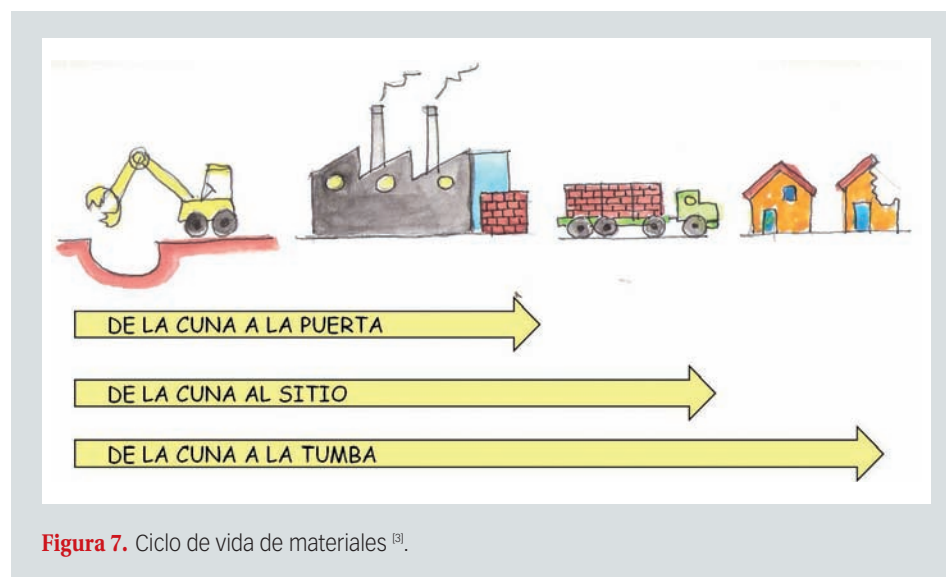 DE LA CUNA A LA PUERTA
DE LA CUNA AL SITIO
DE LA CUNA A LA TUMBA
Figura 7. Ciclo de vida de materiales [3].